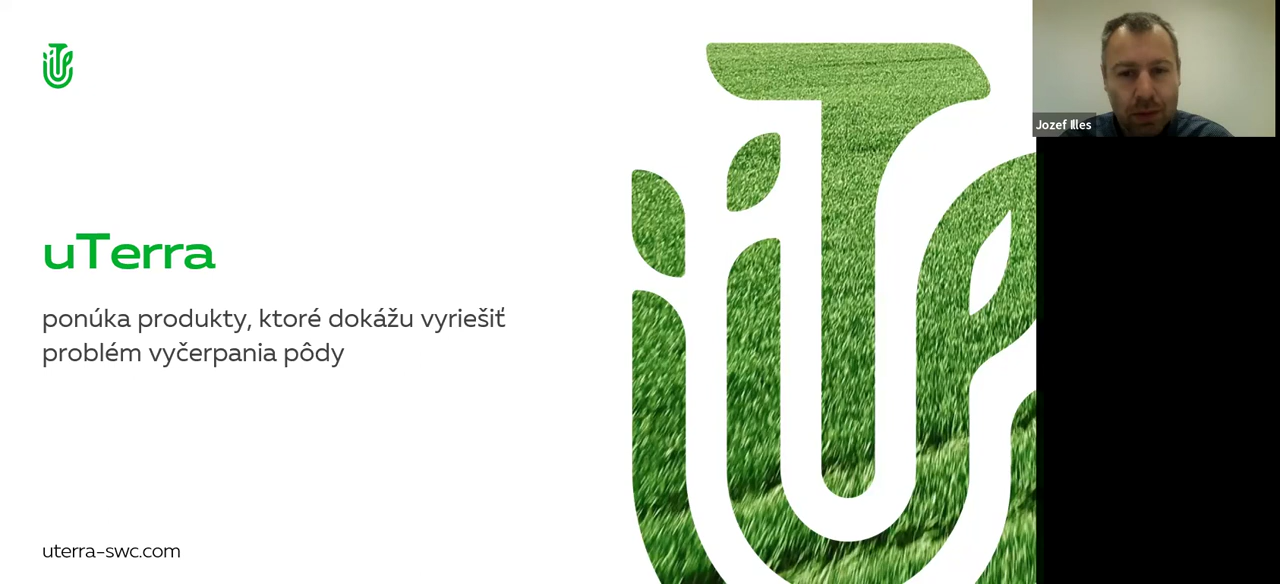 uTerra
ponúka produkty, ktoré dokážu vyriešiť
problém vyčerpania pôdy
uterra-swc.com
Jozef Illes